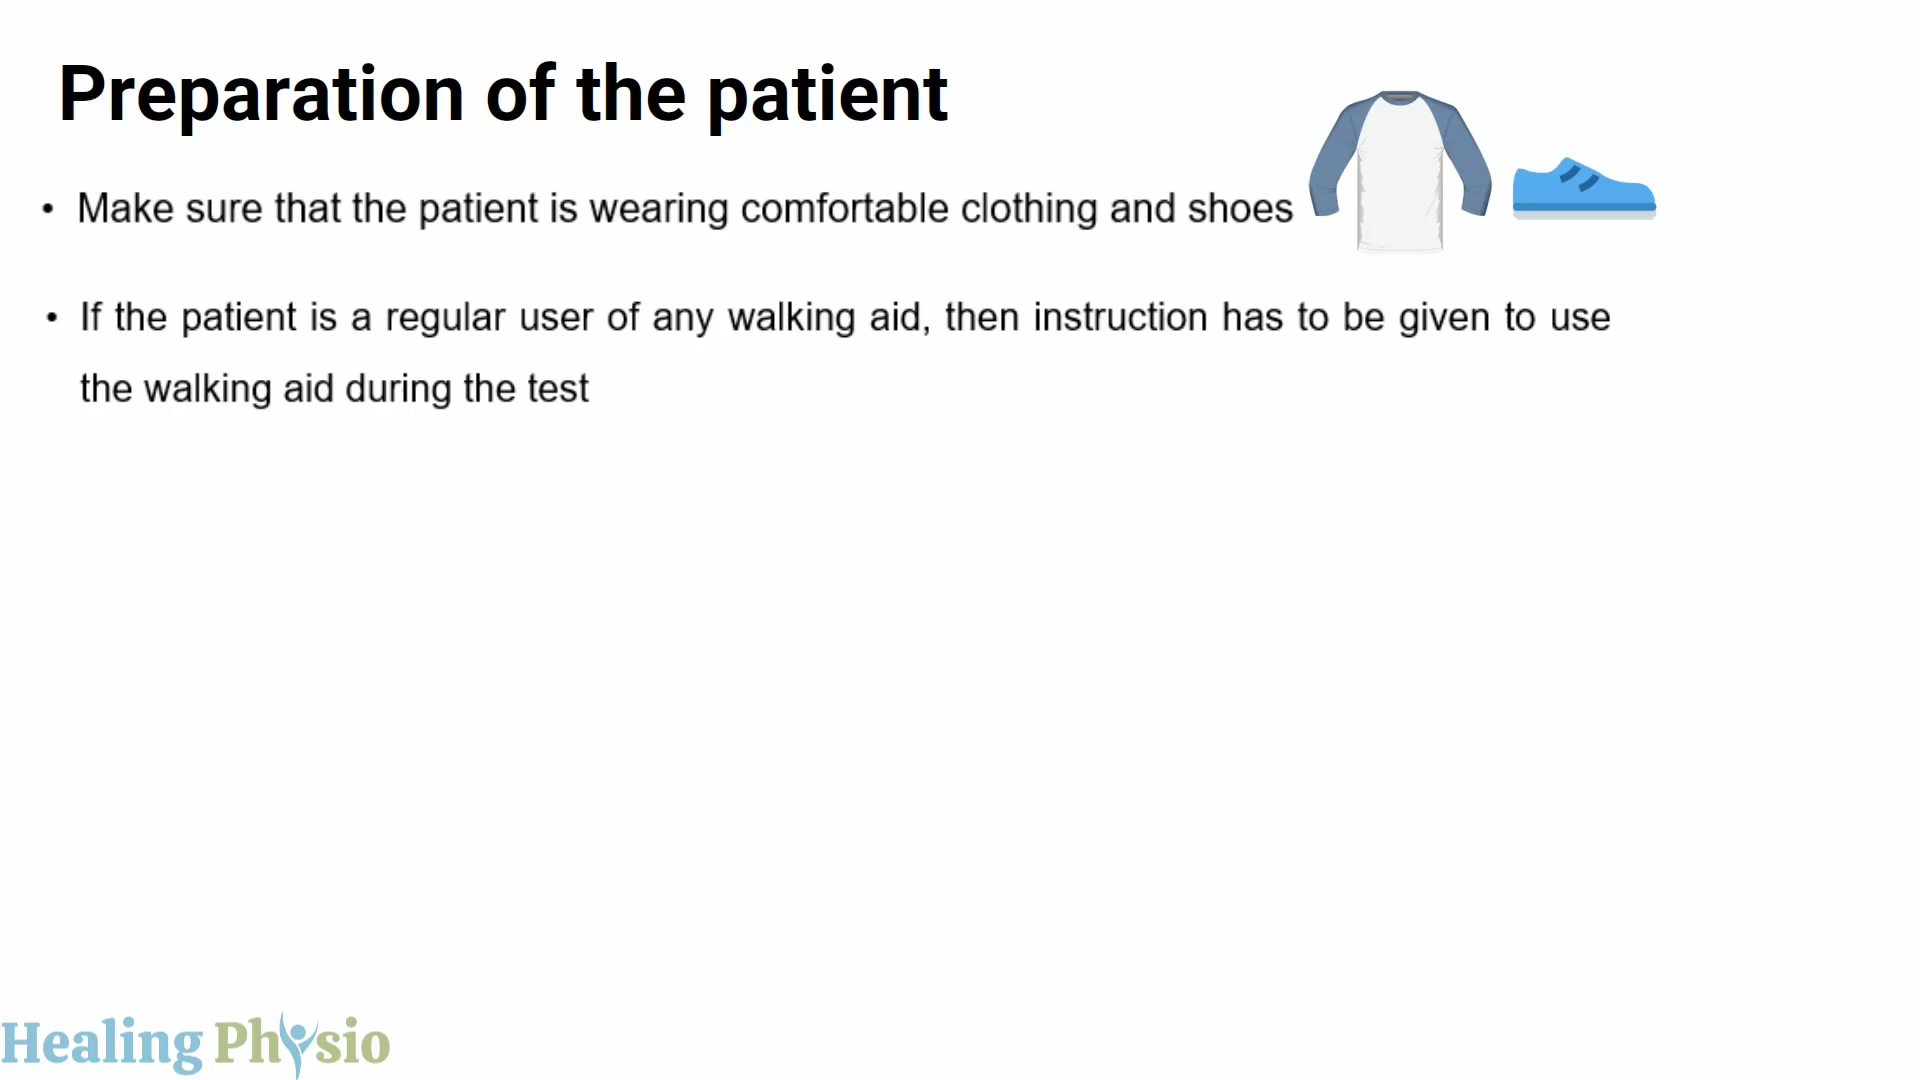 Preparation of the patient
• Make sure that the patient is wearing comfortable clothing and shoes
• If the patient is a regular user of any walking aid, then instruction has to be given to use
the walking aid during the test
Healing Physio